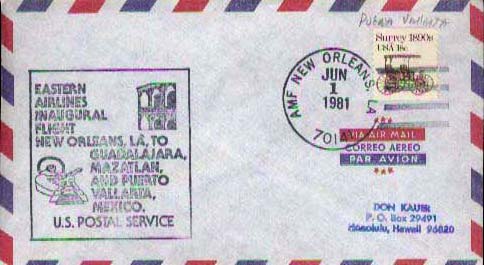 PUERTO VALLARTA
Surrey 1890s
USA 18c
AMF NEW ORLEANS, LA
JUN
1
1981
EASTERN
AIRLINES
INAUGURAL
FLIGHT
NEW ORLEANS, LA, TO
GUADALAJARA,
MAZATLAN,
AND PUERTO
VALLARTA,
MEXICO.
U.S. POSTAL SERVICE
VIA AIR MAIL
CORREO AEREO
PAR AVION
DON KAUER
P. O. Box 29491
Honolulu, Hawaii 96820